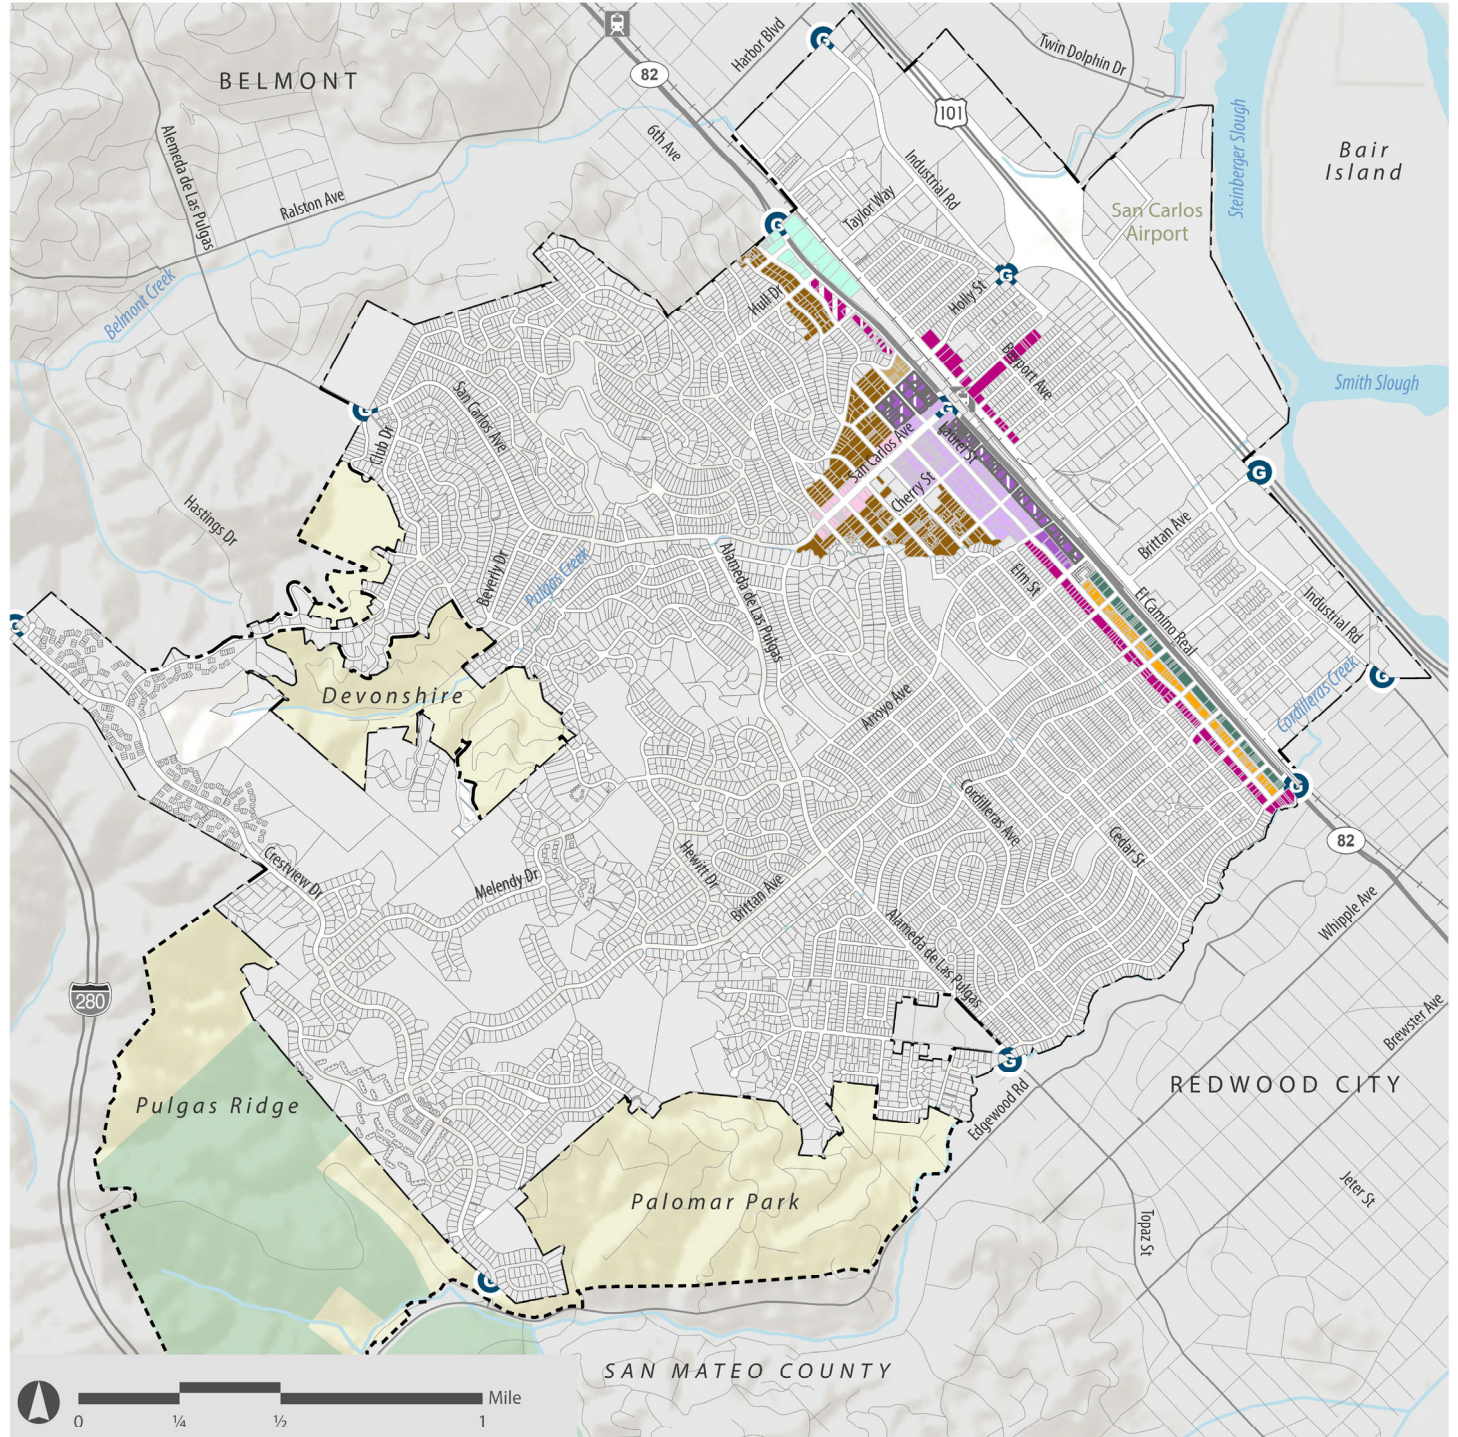 Harbor Blvd
Twin Dolphin Dr
BELMONT
82
101
6th Ave
Alemeda de Las Pulgas
Ralston Ave
Industrial Rd
Taylor Way
Steinberger Slough
Bair
Island
San Carlos
Airport
G
G
G
Belmont Creek
Hull Dr
Holly St
Bayport Ave
Smith Slough
San Carlos Ave
Club Dr
G
G
San Carlos Ave
Laurel St
Cherry St
G
Hastings Dr
Brittan Ave
Beverly Dr
Pulgas Creek
Alameda de Las Pulgas
Elm St
El Camino Real
Industrial Rd
G
G
Cordilleras Creek
Devonshire
Arroyo Ave
G
Cordilleras Ave
Cedar St
82
Crestview Dr
Melendy Dr
Hewitt Dr
Brittan Ave
Whipple Ave
Alameda de Las Pulgas
280
Brewster Ave
G
Pulgas Ridge
REDWOOD CITY
Edgewood Rd
Palomar Park
Jeter St
Topaz St
G
SAN MATEO COUNTY
Mile
0
¼
½
1